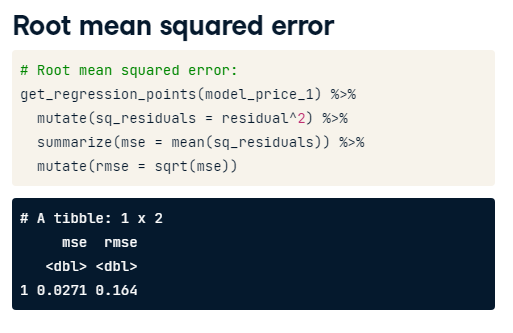 Root mean squared error
# Root mean squared error:
get_regression_points(model_price_1) %>%
  mutate(sq_residuals = residual^2) %>%
  summarize(mse = mean(sq_residuals)) %>%
  mutate(rmse = sqrt(mse))
# A tibble: 1 x 2
     mse  rmse
   <dbl> <dbl>
1 0.0271 0.164